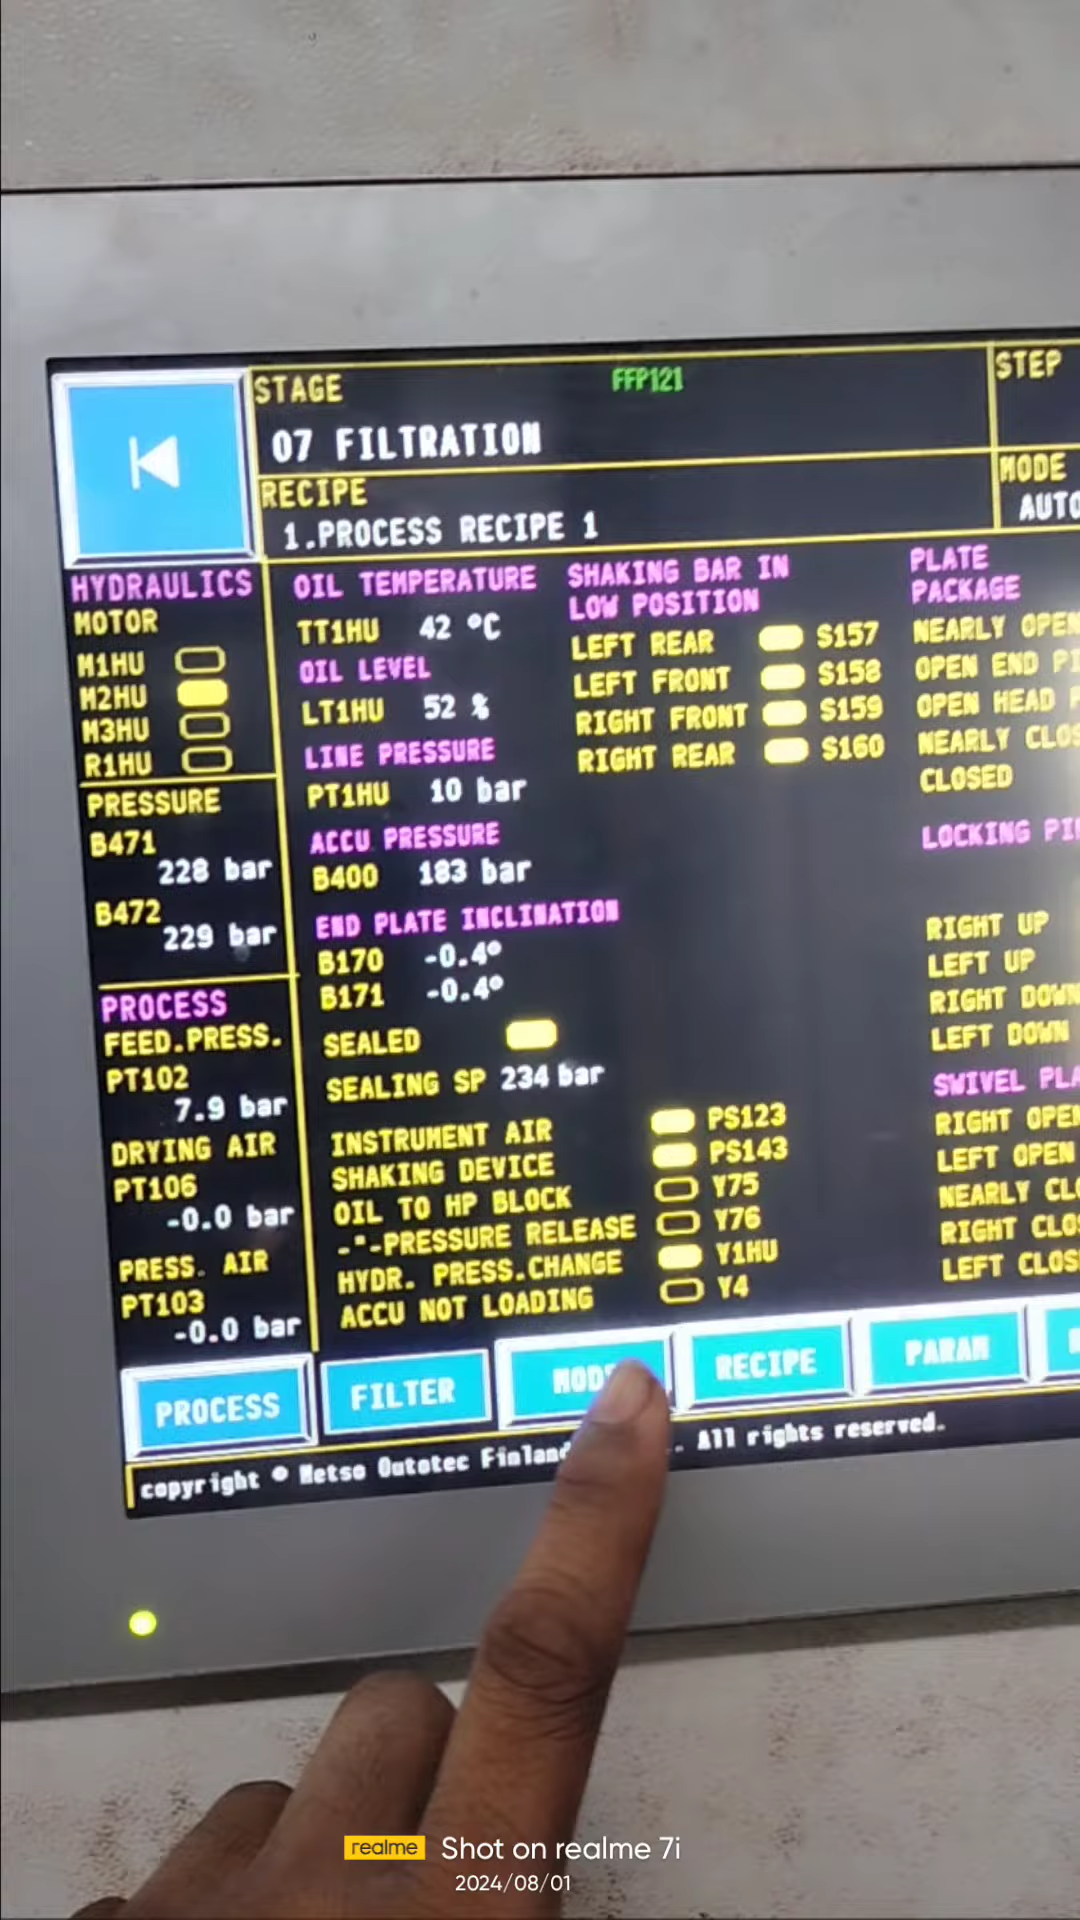 STAGE FFP121 STEP
07 FILTRATION
RECIPE MODE
1.PROCESS RECIPE 1 AUTO
HYDRAULICS
MOTOR
M1HU
M2HU
M3HU
R1HU
PRESSURE
B471
228 bar
B472
229 bar
PROCESS
FEED.PRESS.
PT102
7.9 bar
DRYING AIR
PT106
-0.0 bar
PRESS. AIR
PT103
-0.0 bar
OIL TEMPERATURE
TT1HU 42 °C
OIL LEVEL
LT1HU 52 %
LINE PRESSURE
PT1HU 10 bar
ACCU PRESSURE
B400 183 bar
END PLATE INCLINATION
B170 -0.4°
B171 -0.4°
SEALED
SEALING SP 234 bar
INSTRUMENT AIR PS123
SHAKING DEVICE PS143
OIL TO HP BLOCK Y75
-"-PRESSURE RELEASE Y76
HYDR. PRESS.CHANGE Y1HU
ACCU NOT LOADING Y4
SHAKING BAR IN
LOW POSITION
LEFT REAR S157
LEFT FRONT S158
RIGHT FRONT S159
RIGHT REAR S160
PLATE
PACKAGE
NEARLY OPEN
OPEN END
OPEN HEAD
NEARLY
CLOSED
LOCKING
RIGHT UP
LEFT UP
RIGHT DOWN
LEFT DOWN
SWIVEL
RIGHT OPEN
LEFT OPEN
NEARLY
RIGHT
LEFT
PROCESS FILTER RECIPE PARAM
copyright © Metso Outotec All rights reserved.
realme Shot on realme 7i
2024/08/01